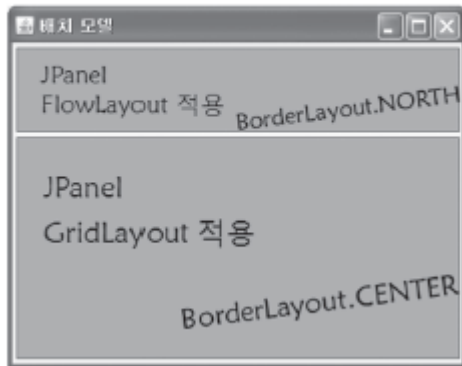 배치 모델
JPanel
FlowLayout 적용
BorderLayout.NORTH
JPanel
GridLayout 적용
BorderLayout.CENTER